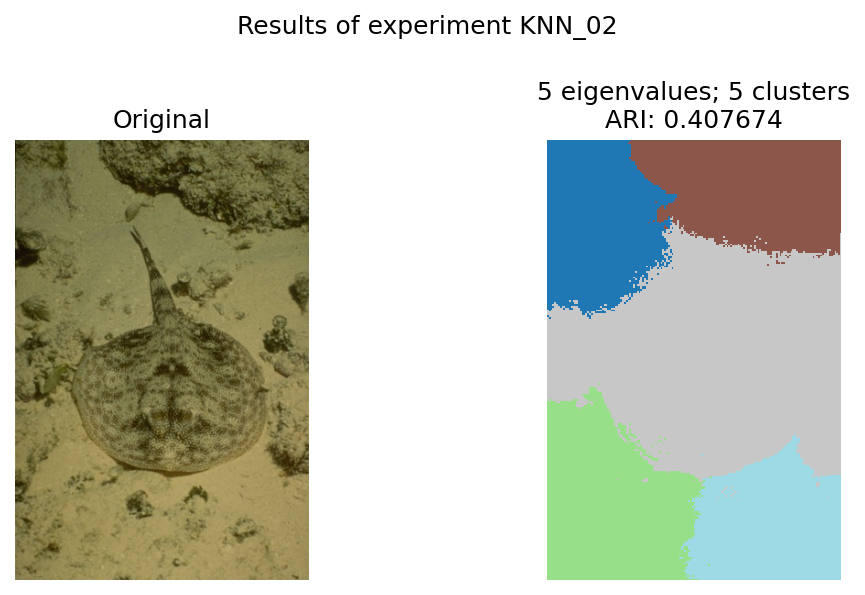 Results of experiment KNN_02
Original
5 eigenvalues; 5 clusters
ARI: 0.407674